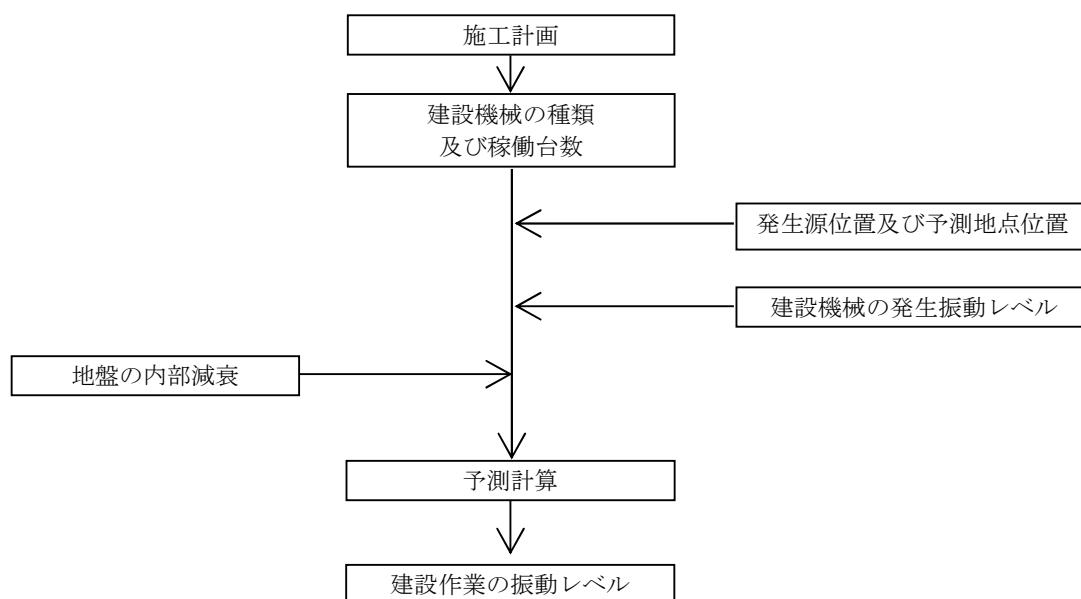 施工計画
建設機械の種類
及び稼働台数
発生源位置及び予測地点位置
建設機械の発生振動レベル
地盤の内部減衰
予測計算
建設作業の振動レベル